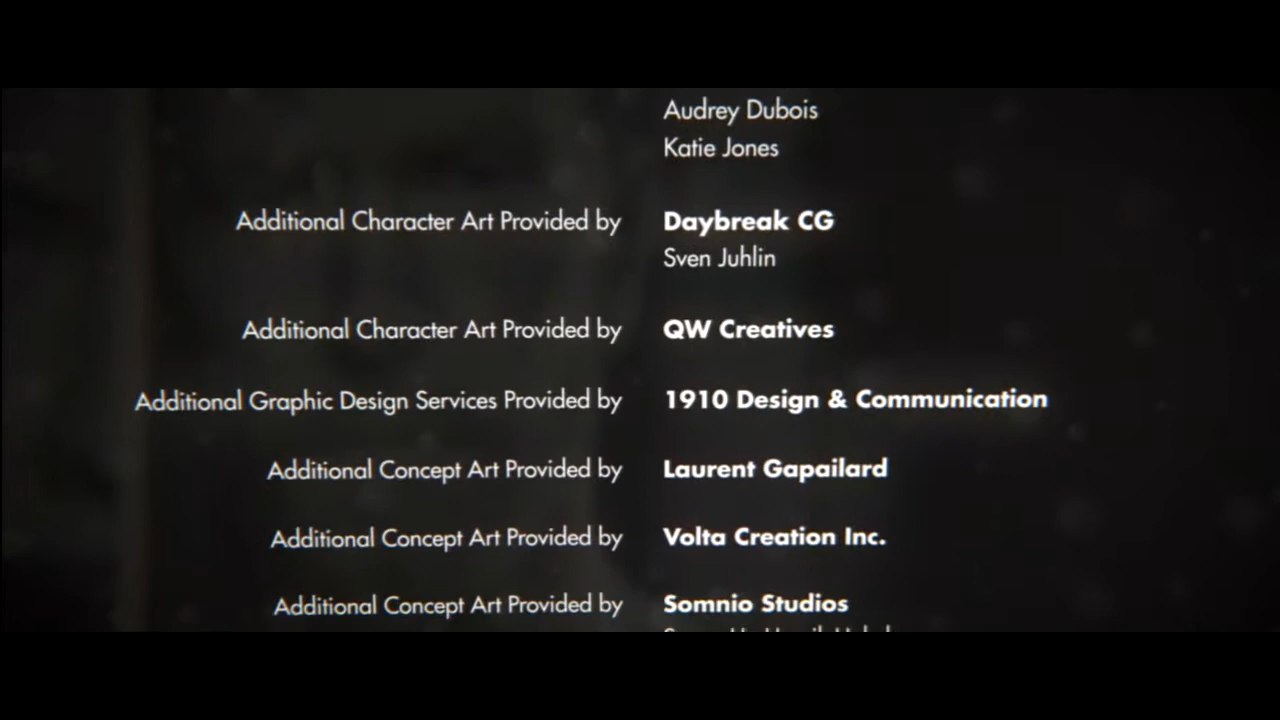 Audrey Dubois
Katie Jones
Additional Character Art Provided by Daybreak CG
Sven Juhlin
Additional Character Art Provided by QW Creatives
Additional Graphic Design Services Provided by 1910 Design & Communication
Additional Concept Art Provided by Laurent Gapailard
Additional Concept Art Provided by Volta Creation Inc.
Additional Concept Art Provided by Somnio Studios